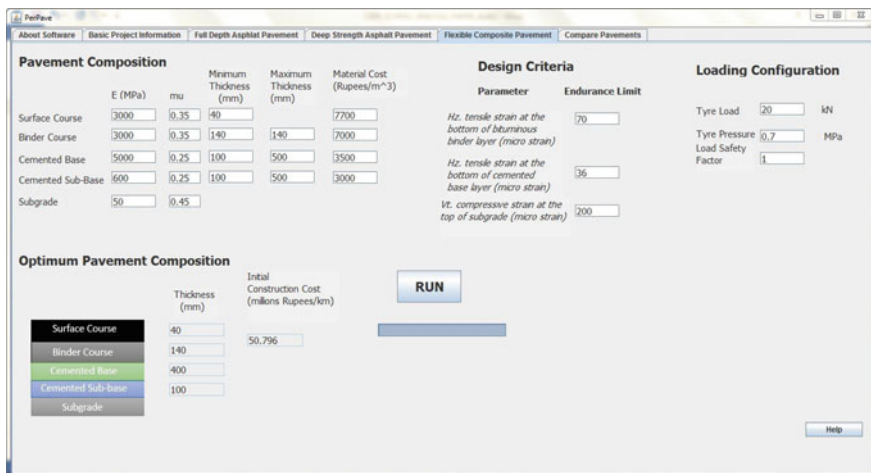 PerPave
About Software Basic Project Information Full Depth Asphlat Pavement Deep Strength Asphalt Pavement Flexible Composite Pavement Compare Pavements
Pavement Composition
E (MPa) mu Minimum Thickness (mm) Maximum Thickness (mm) Material Cost (Rupees/m^3)
Surface Course 3000 0.35 40 7700
Binder Course 3000 0.35 140 140 7000
Cemented Base 5000 0.25 100 500 3500
Cemented Sub-Base 600 0.25 100 500 3000
Subgrade 50 0.45
Design Criteria
Parameter Endurance Limit
Hz. tensile strain at the
bottom of bituminous
binder layer (micro strain)
70
Hz. tensile strain at the
bottom of cemented
base layer (micro strain)
36
Vt. compressive strain at the
top of subgrade (micro strain)
200
Loading Configuration
Tyre Load 20 kN
Tyre Pressure 0.7 MPa
Load Safety
Factor 1
Optimum Pavement Composition
Thickness
(mm)
Initial
Construction Cost
(millons Rupees/km)
RUN
Surface Course 40
50.796
Binder Course 140
Cemented Base 400
Cemented Sub-base 100
Subgrade
Help